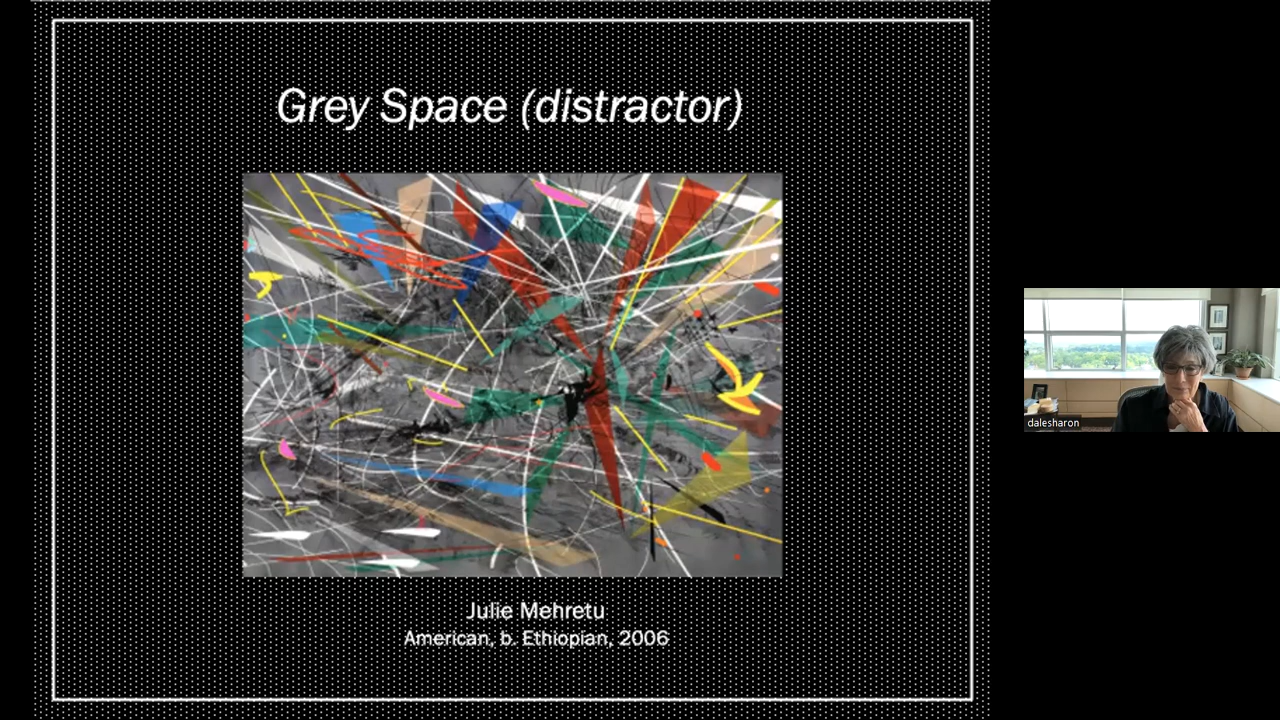 Grey Space (distractor)
Julie Mehretu
American, b. Ethiopian, 2006
dalesharon